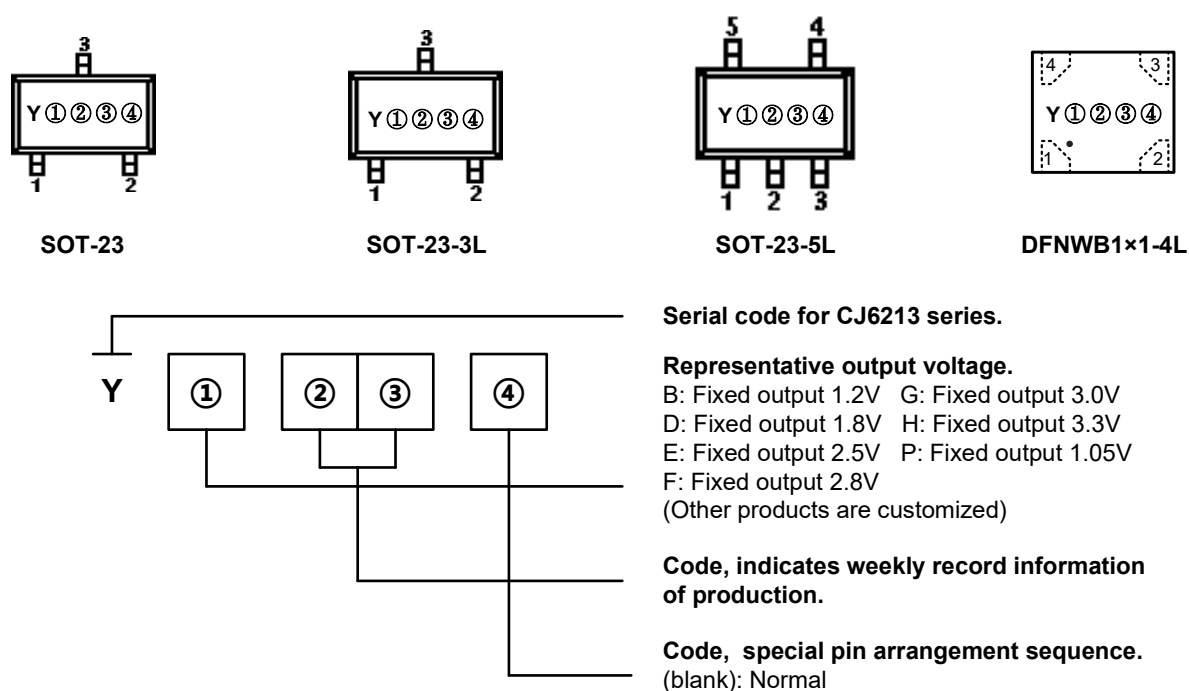 3 3 5 4
Y①②③④ Y①②③④ Y①②③④ 4 3
Y①②③④
1 2 1 2 1 2 3 1 2
SOT-23 SOT-23-3L SOT-23-5L DFNWB1×1-4L
Serial code for CJ6213 series.
Y ① ② ③ ④
Representative output voltage.
B: Fixed output 1.2V G: Fixed output 3.0V
D: Fixed output 1.8V H: Fixed output 3.3V
E: Fixed output 2.5V P: Fixed output 1.05V
F: Fixed output 2.8V
(Other products are customized)
Code, indicates weekly record information
of production.
Code, special pin arrangement sequence.
(blank): Normal